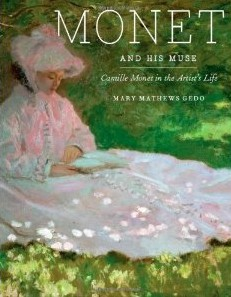 MONET
AND HIS MUSE
Camille Monet in the Artist's Life
MARY MATHEWS GEDO